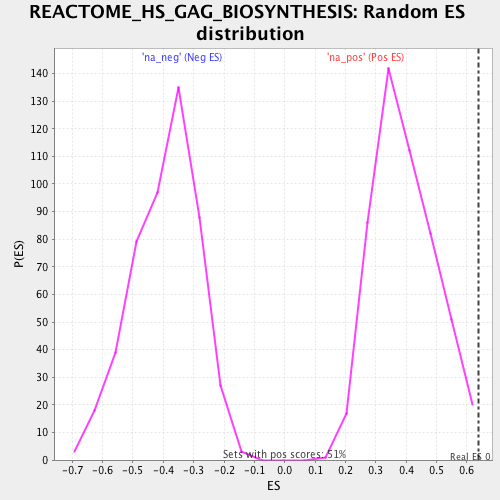 REACTOME_HS_GAG_BIOSYNTHESIS: Random ES
distribution
'na_neg' (Neg ES)
'na_pos' (Pos ES)
140
130
120
110
100
90
80
70
60
50
40
30
20
10
0
P(ES)
Sets with pos scores: 51%
Real ES 0
-0.7 -0.6 -0.5 -0.4 -0.3 -0.2 -0.1 0.0 0.1 0.2 0.3 0.4 0.5 0.6
ES